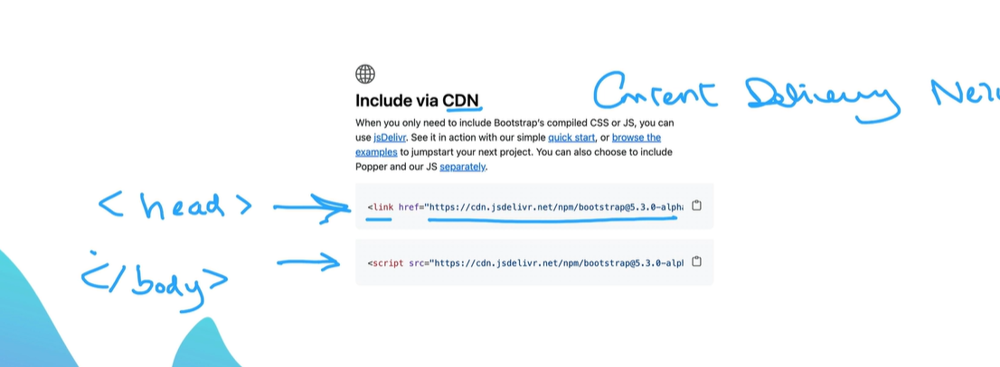 Include via CDN
Content Delivery
When you only need to include Bootstrap's compiled CSS or JS, you can
use jsDelivr. See it in action with our simple quick start, or browse the
examples to jumpstart your next project. You can also choose to include
Popper and our JS separately.
<head>
<link href="https://cdn.jsdelivr.net/npm/bootstrap@5.3.0-alpha
</body>
<script src="https://cdn.jsdelivr.net/npm/bootstrap@5.3.0-alpl